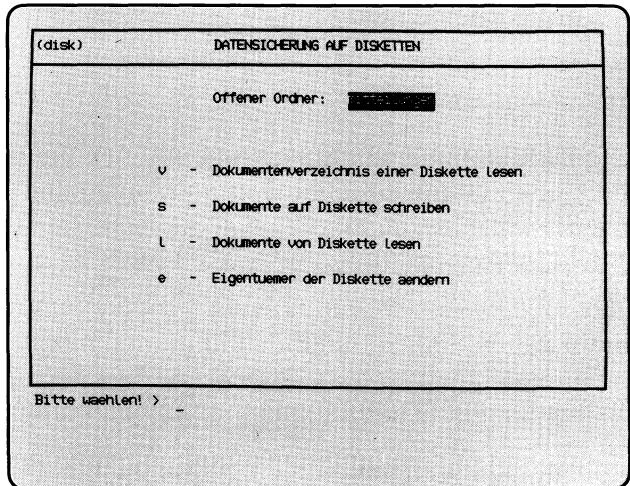 (disk) DATENSICHERUNG AUF DISKETTEN
Offener Ordner:
v - Dokumentenverzeichnis einer Diskette lesen
s - Dokumente auf Diskette schreiben
l - Dokumente von Diskette lesen
e - Eigentuemer der Diskette aendern
Bitte waehlen! > _